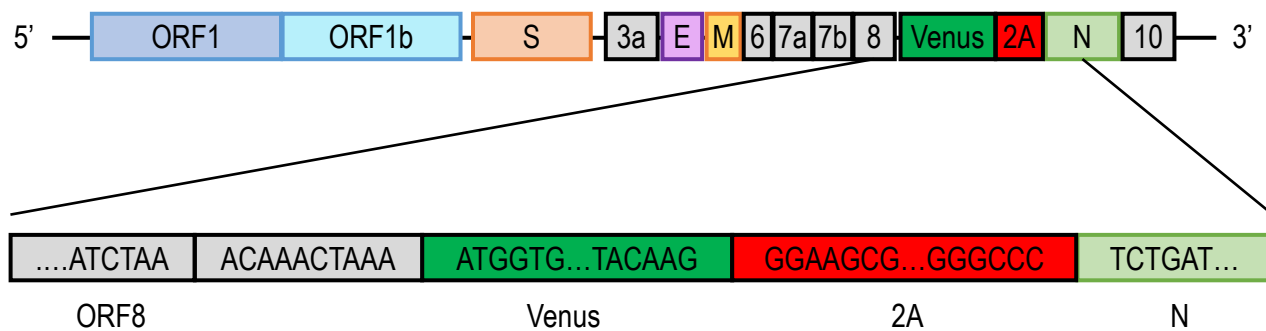 5’ ORF1 ORF1b S 3a E M 6 7a 7b 8 Venus 2A N 10 3’
....ATCTAA ACAAACTAAA ATGGTG...TACAAG GGAAGCG...GGGCCC TCTGAT...
ORF8 Venus 2A N